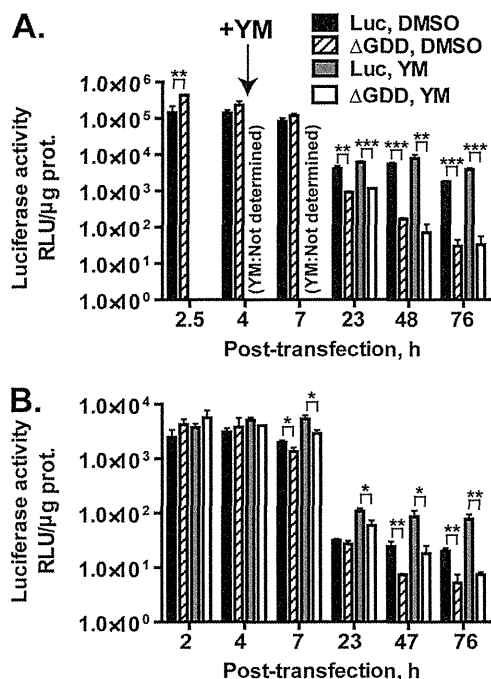 A.
+YM
Luc, DMSO
ΔGDD, DMSO
Luc, YM
ΔGDD, YM
Luciferase activity
RLU/µg prot.
1.0×10⁶
1.0×10⁵
1.0×10⁴
1.0×10³
1.0×10²
1.0×10¹
1.0×10⁰
**
(YM:Not determined)
(YM:Not determined)
** *** *** ** *** ***
2.5 4 7 23 48 76
Post-transfection, h
B.
Luciferase activity
RLU/µg prot.
1.0×10⁴
1.0×10³
1.0×10²
1.0×10¹
1.0×10⁰
* * * ** * ** **
2 4 7 23 47 76
Post-transfection, h